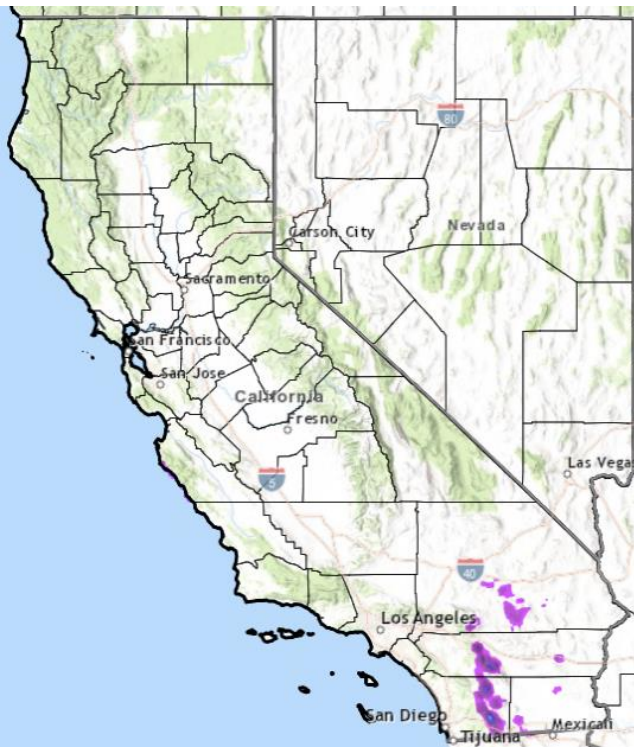 80
Carson City
Nevada
Sacramento
San Francisco
San Jose
California
Fresno
5
Las Vegas
40
Los Angeles
San Diego
Tijuana
Mexicali